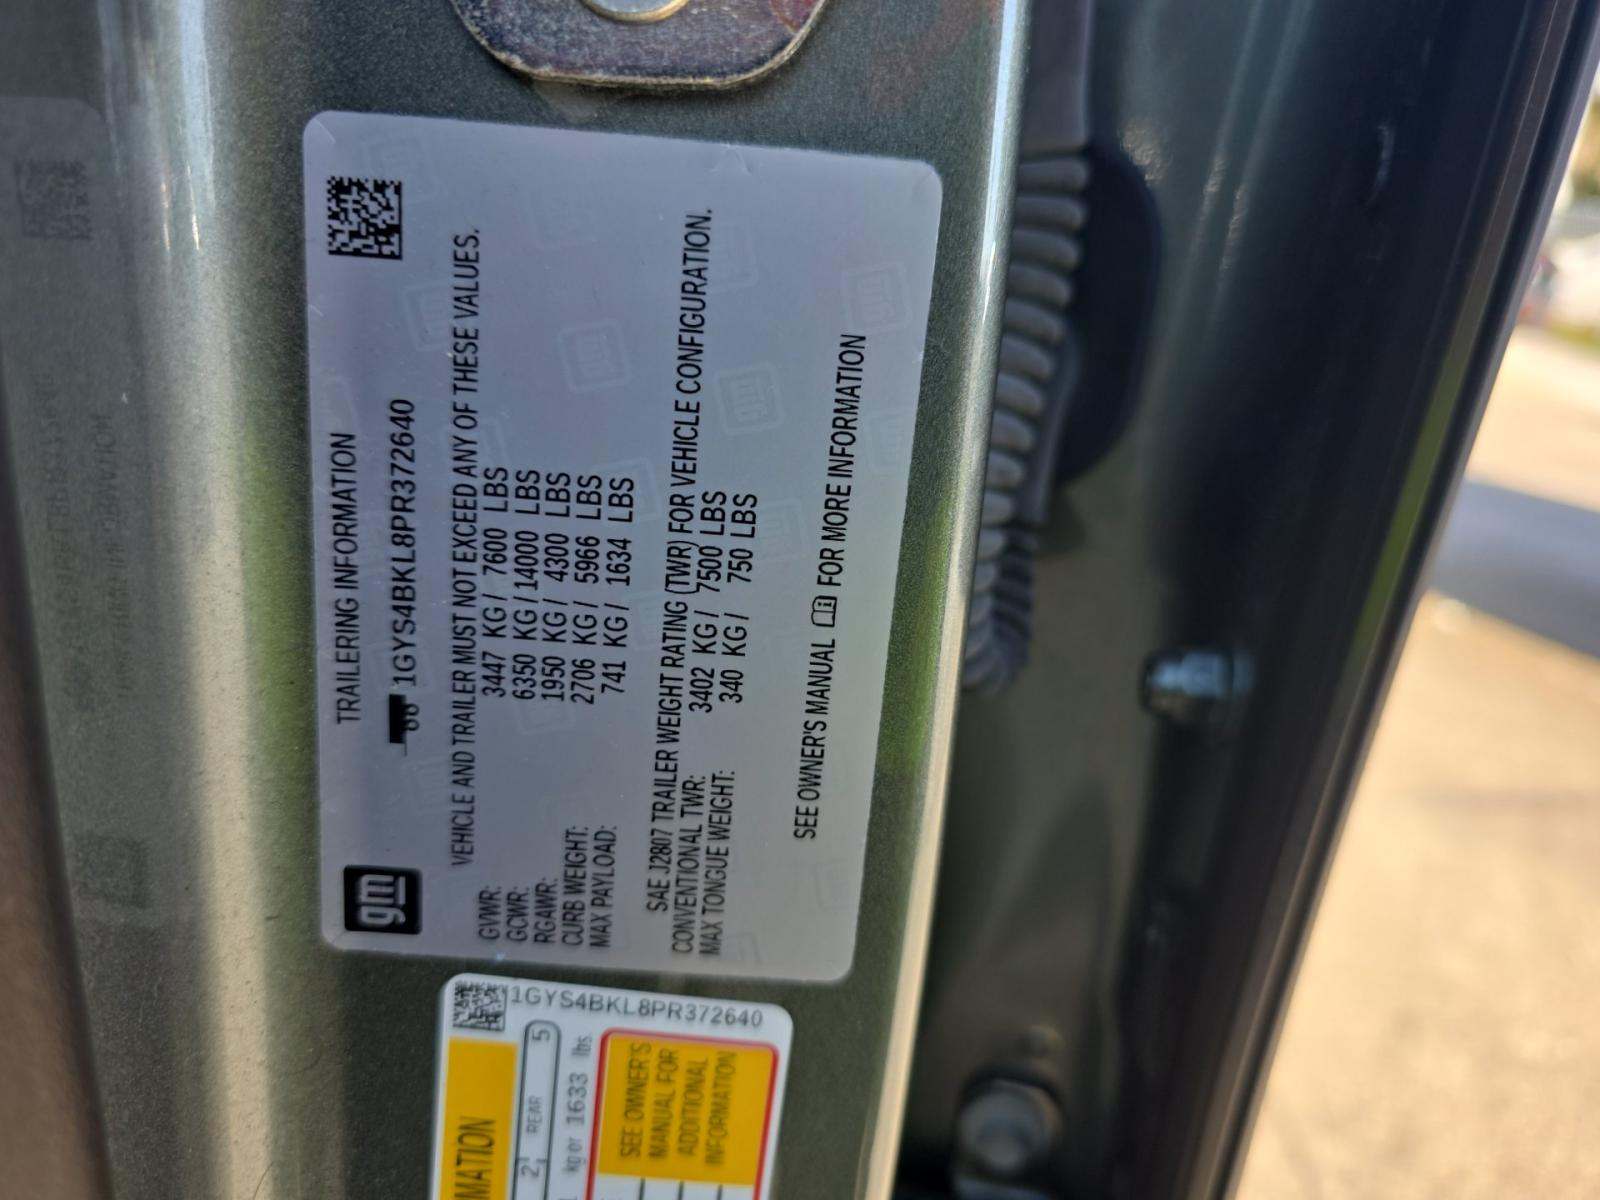 gm
TRAILERING INFORMATION
1GYS4BKL8PR372640
VEHICLE AND TRAILER MUST NOT EXCEED ANY OF THESE VALUES.
GVWR: 3447 KG / 7600 LBS
GCWR: 6350 KG / 14000 LBS
RGAWR: 1950 KG / 4300 LBS
CURB WEIGHT: 2706 KG / 5966 LBS
MAX PAYLOAD: 741 KG / 1634 LBS
SAE J2807 TRAILER WEIGHT RATING (TWR) FOR VEHICLE CONFIGURATION.
CONVENTIONAL TWR: 3402 KG / 7500 LBS
MAX TONGUE WEIGHT: 340 KG / 750 LBS
SEE OWNER'S MANUAL FOR MORE INFORMATION
1GYS4BKL8PR372640
MATION
2 REAR 5
kg or 1633 lbs
SEE OWNER'S
MANUAL FOR
ADDITIONAL
INFORMATION